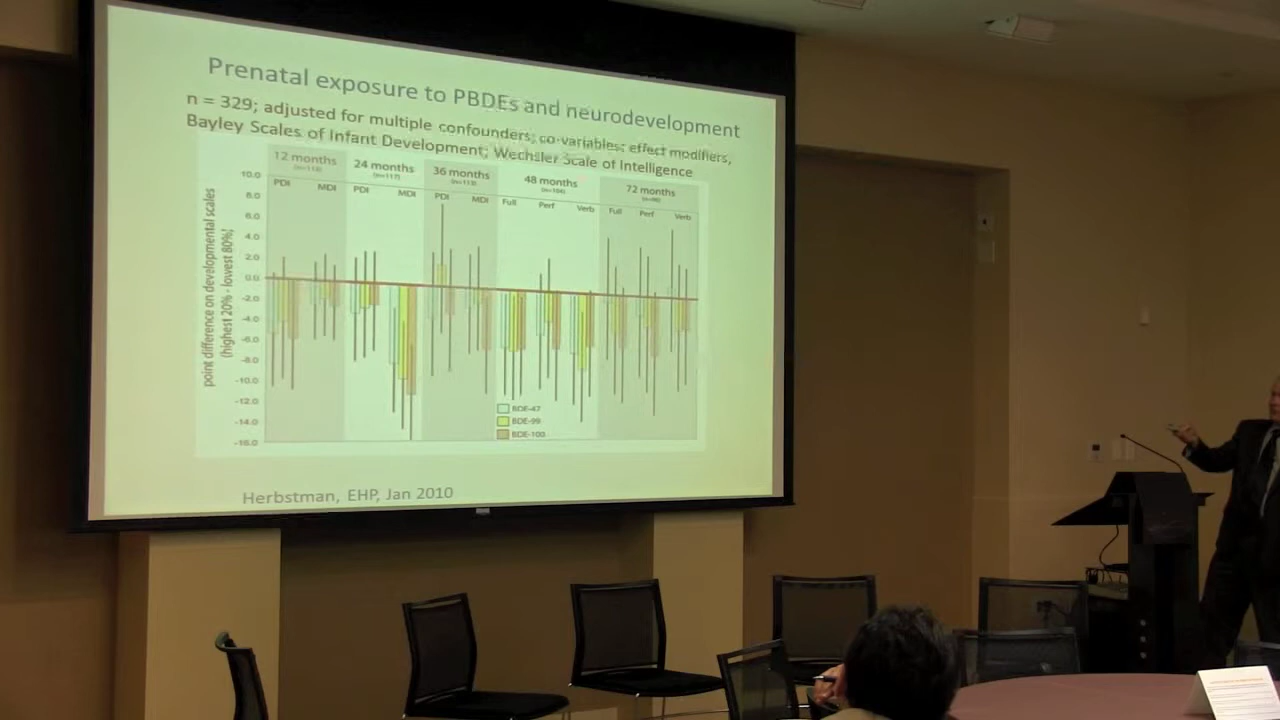 Prenatal exposure to PBDEs and neurodevelopment
n = 329; adjusted for multiple confounders; co-variables; effect modifiers,
Bayley Scales of Infant Development; Wechsler Scale of Intelligence
12 months 24 months 36 months 48 months 72 months
PDI MDI PDI MDI PDI MDI Full Perf Verb Full Perf Verb
point difference on developmental scales
(highest 20% - lowest 80%)
10.0
8.0
6.0
4.0
2.0
0.0
-2.0
-4.0
-6.0
-8.0
-10.0
-12.0
-14.0
-16.0
BDE-47
BDE-99
BDE-100
Herbstman, EHP, Jan 2010